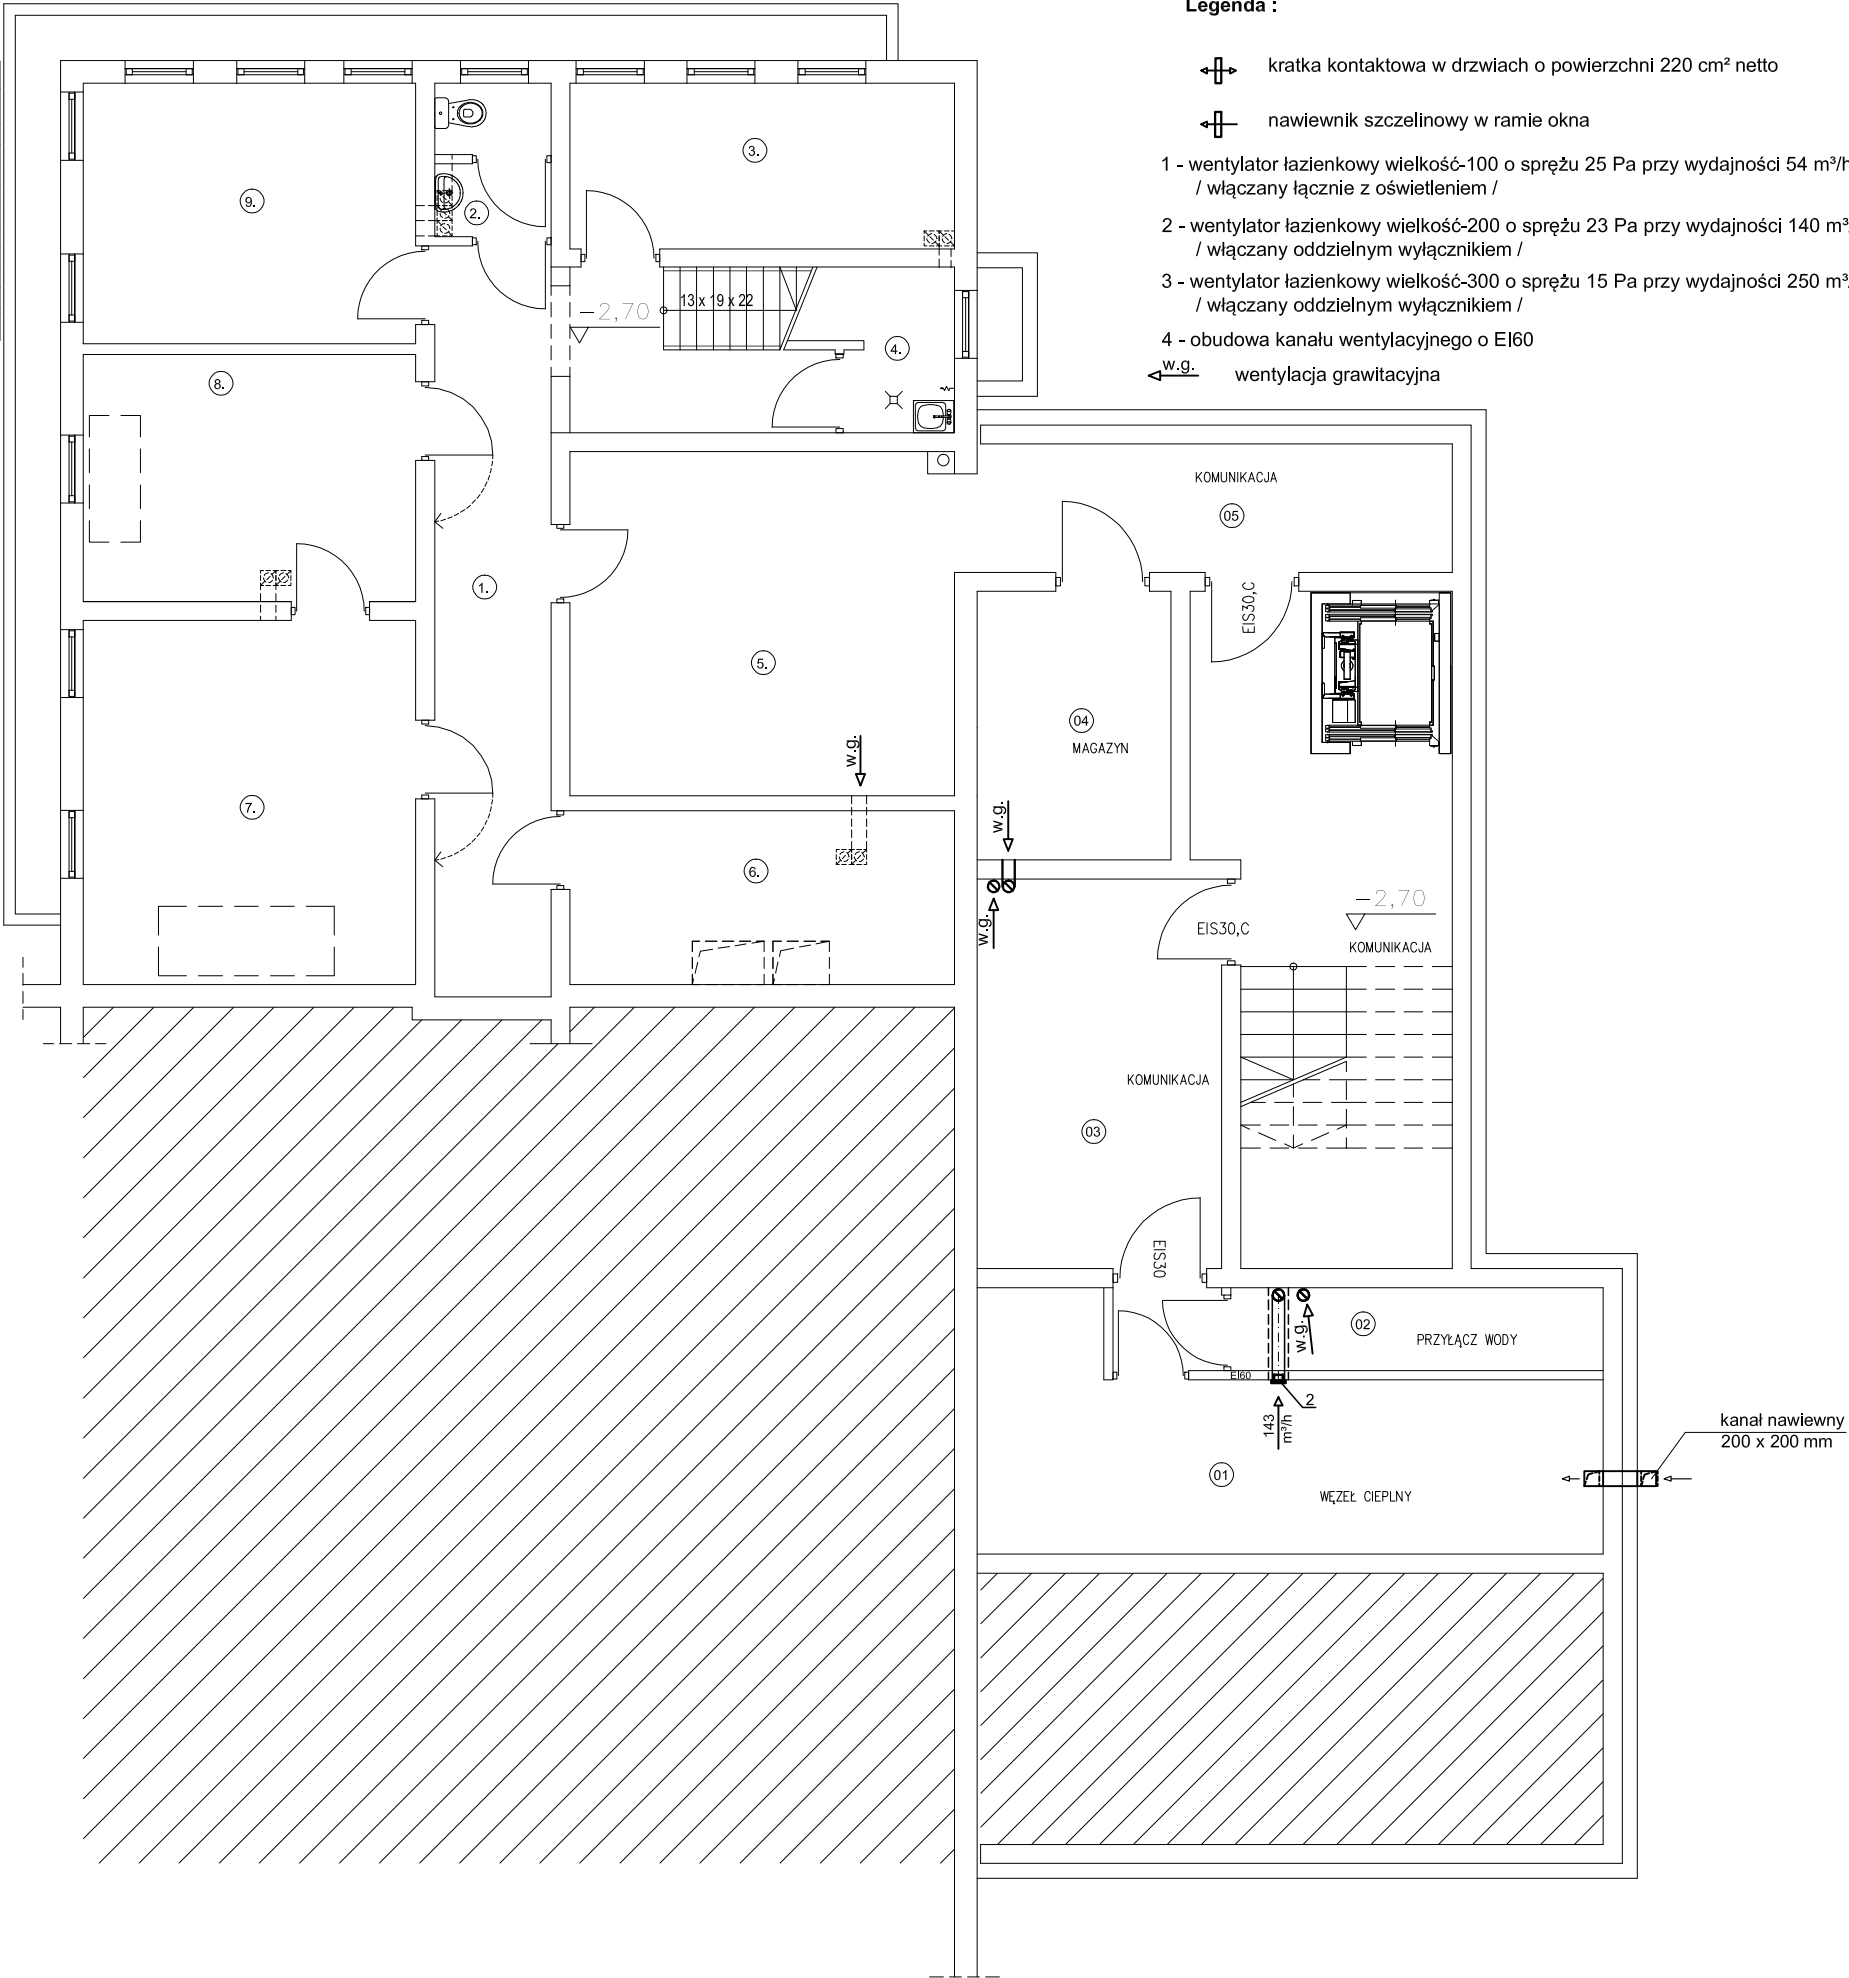 Legenda :
kratka kontaktowa w drzwiach o powierzchni 220 cm² netto
nawiewnik szczelinowy w ramie okna
1 - wentylator łazienkowy wielkość-100 o sprężu 25 Pa przy wydajności 54 m³/h
/ włączany łącznie z oświetleniem /
2 - wentylator łazienkowy wielkość-200 o sprężu 23 Pa przy wydajności 140 m³
/ włączany oddzielnym wyłącznikiem /
3 - wentylator łazienkowy wielkość-300 o sprężu 15 Pa przy wydajności 250 m³
/ włączany oddzielnym wyłącznikiem /
4 - obudowa kanału wentylacyjnego o EI60
w.g.
wentylacja grawitacyjna
9.
2.
3.
-2,70
13 x 19 x 22
4.
8.
1.
5.
7.
6.
w.g.
KOMUNIKACJA
05
EIS30,C
04
MAGAZYN
w.g.
w.g.
EIS30,C
-2,70
KOMUNIKACJA
KOMUNIKACJA
03
EIS30
w.g.
02
PRZYŁĄCZ WODY
EI60
2
143
m³/h
01
WĘZEŁ CIEPLNY
kanał nawiewny
200 x 200 mm